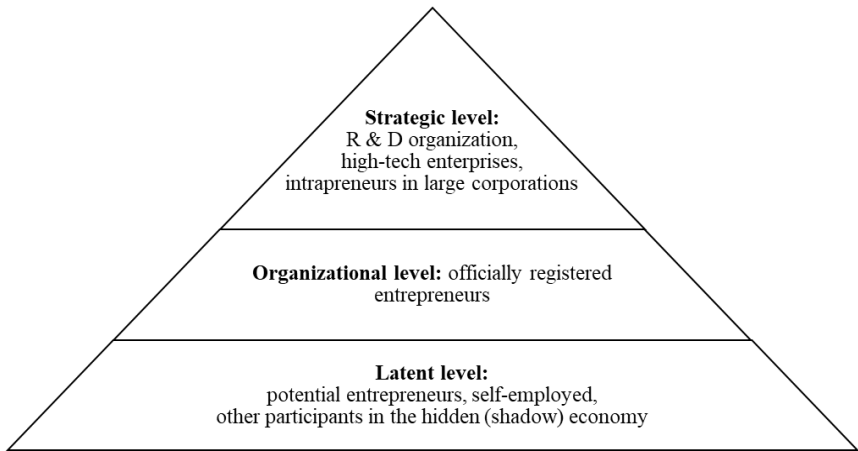 Strategic level:
R & D organization,
high-tech enterprises,
intrapreneurs in large corporations
Organizational level: officially registered
entrepreneurs
Latent level:
potential entrepreneurs, self-employed,
other participants in the hidden (shadow) economy